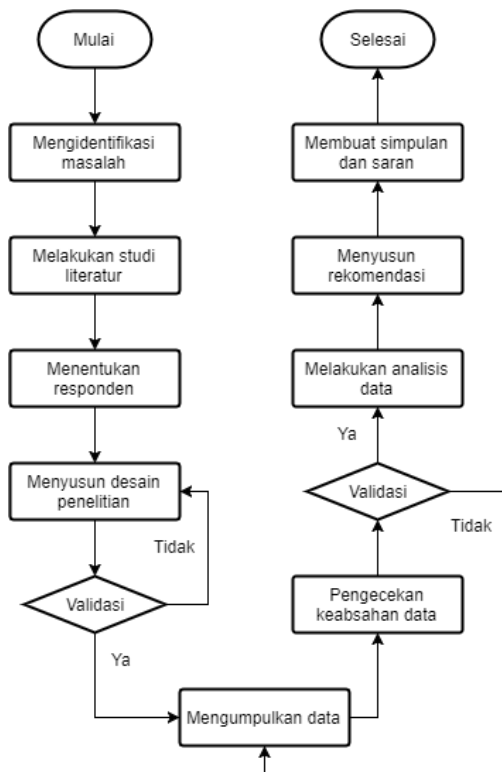 Mulai
Mengidentifikasi
masalah
Melakukan studi
literatur
Menentukan
responden
Menyusun desain
penelitian
Tidak
Validasi
Ya
Mengumpulkan data
Pengecekan
keabsahan data
Validasi
Tidak
Ya
Melakukan analisis
data
Menyusun
rekomendasi
Membuat simpulan
dan saran
Selesai